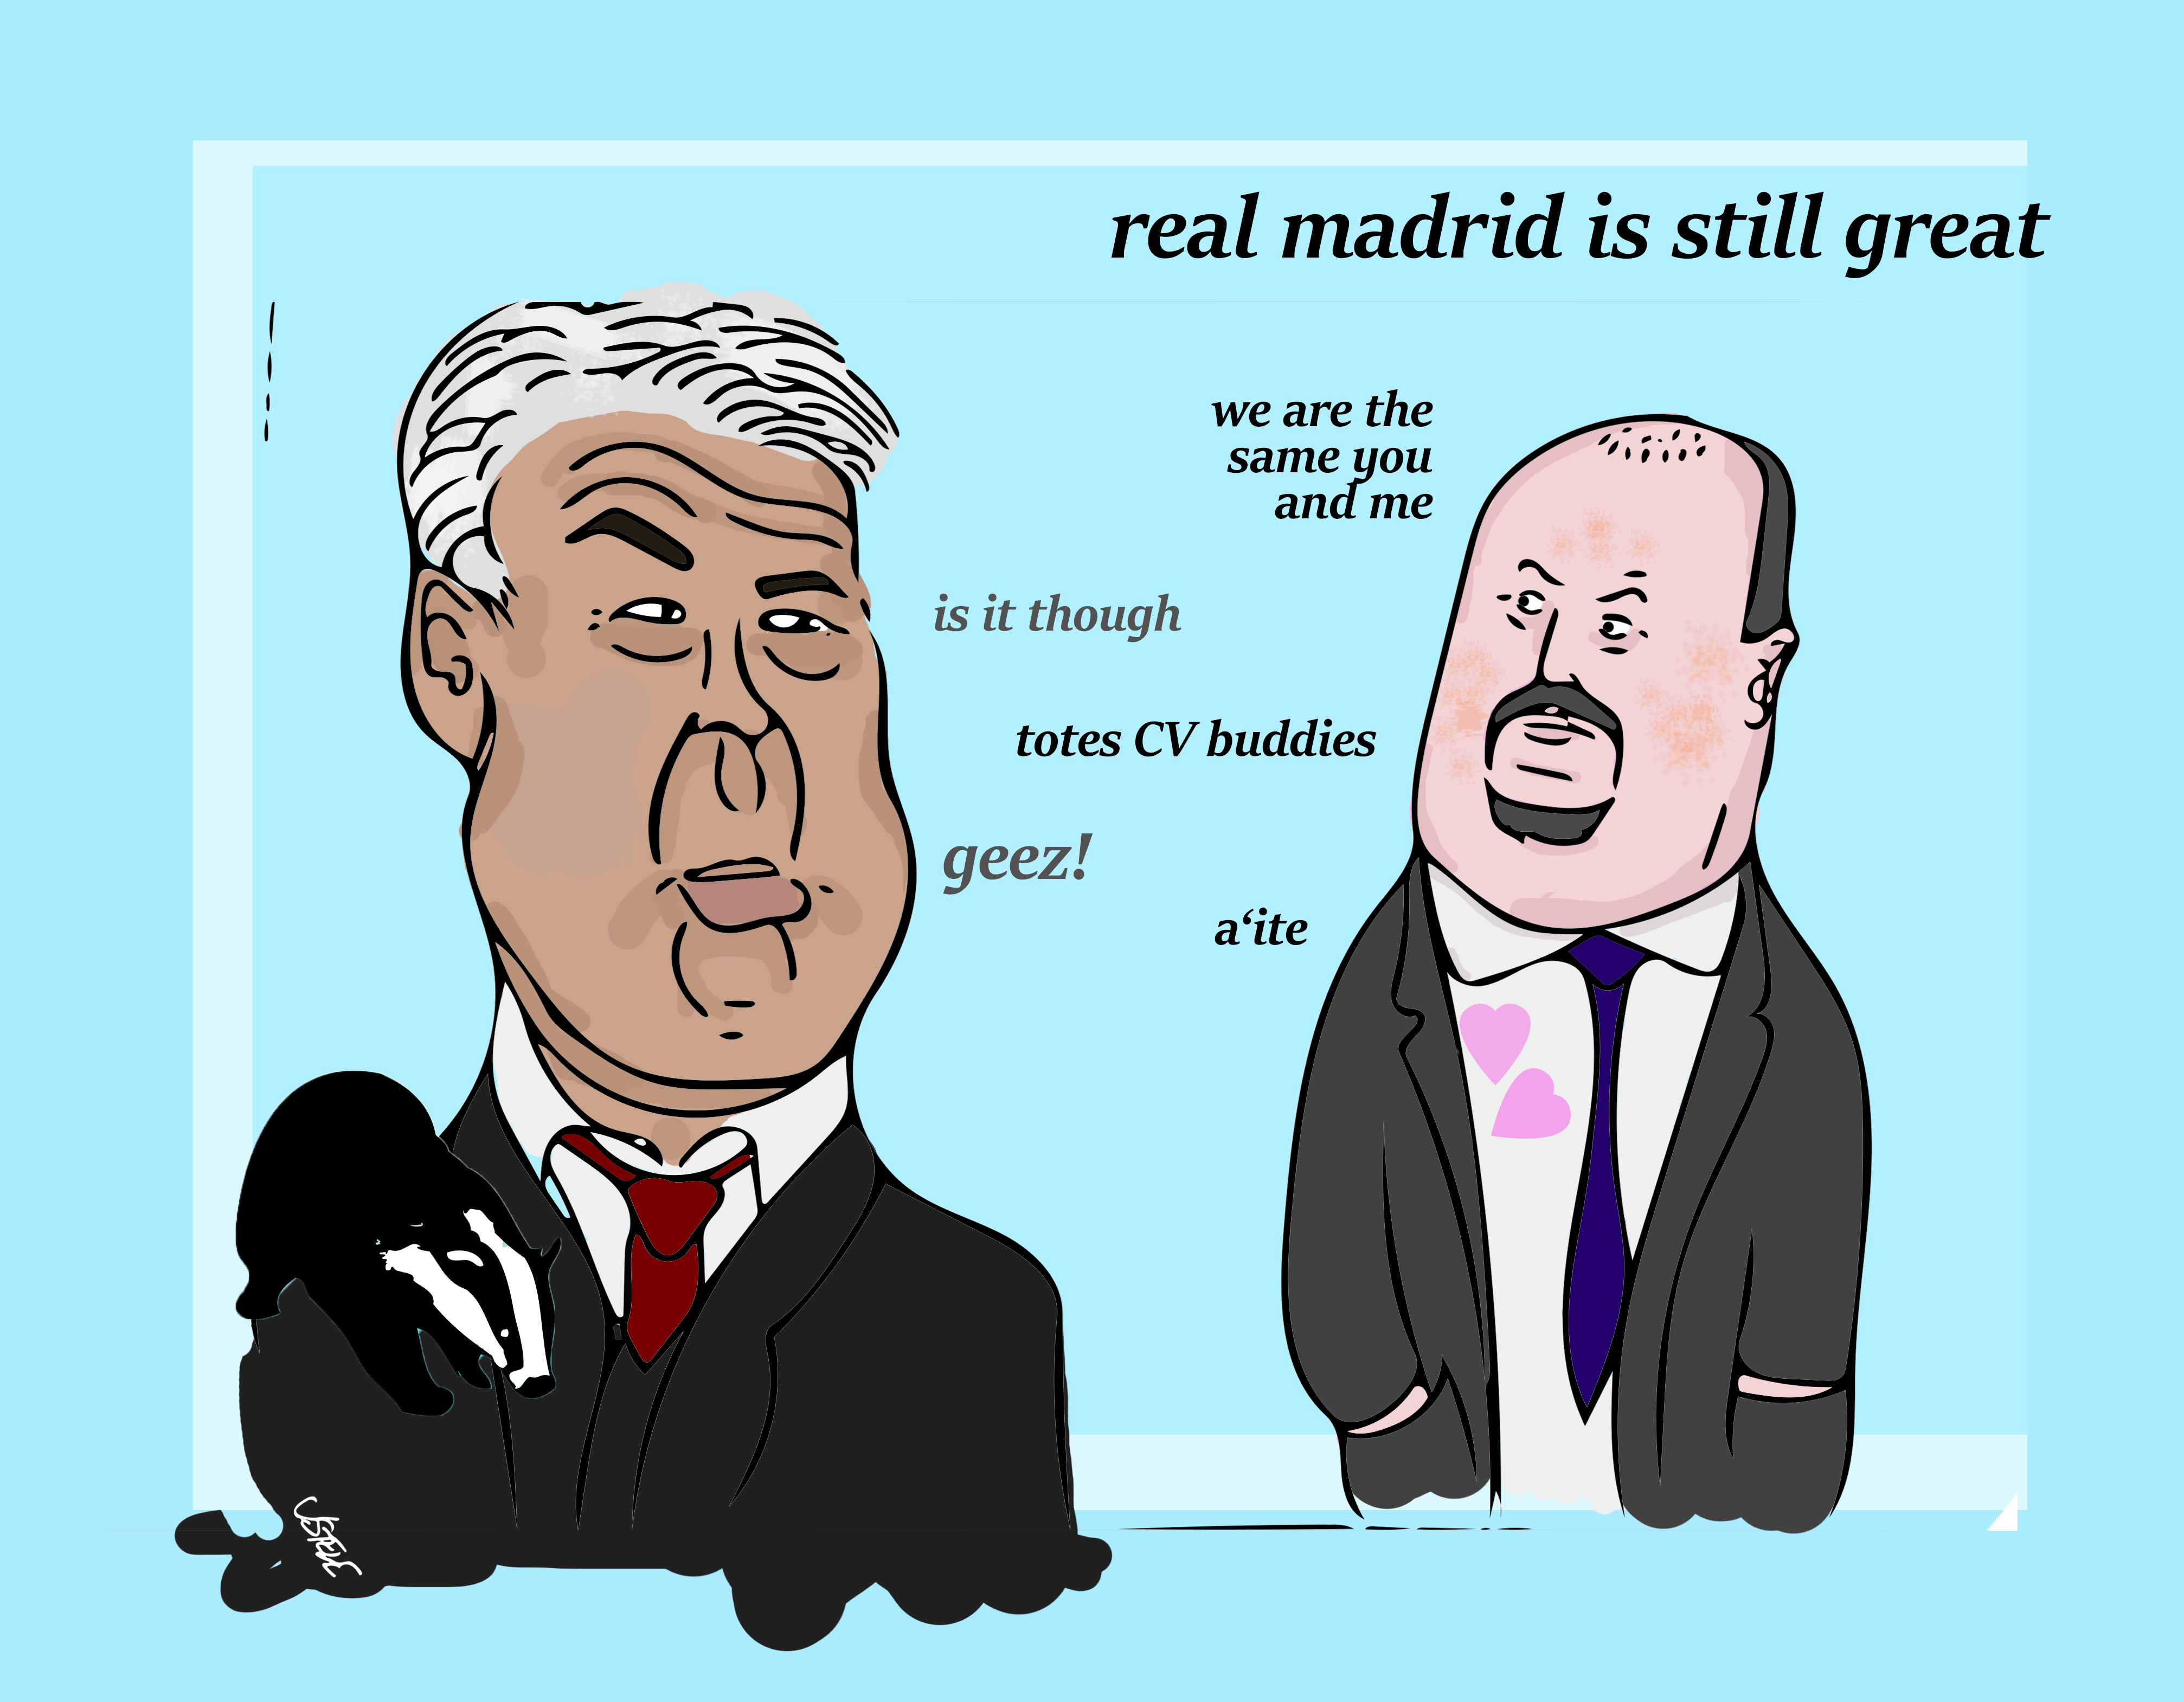 real madrid is still great
we are the
same you
and me
is it though
totes CV buddies
geez!
a‘ite